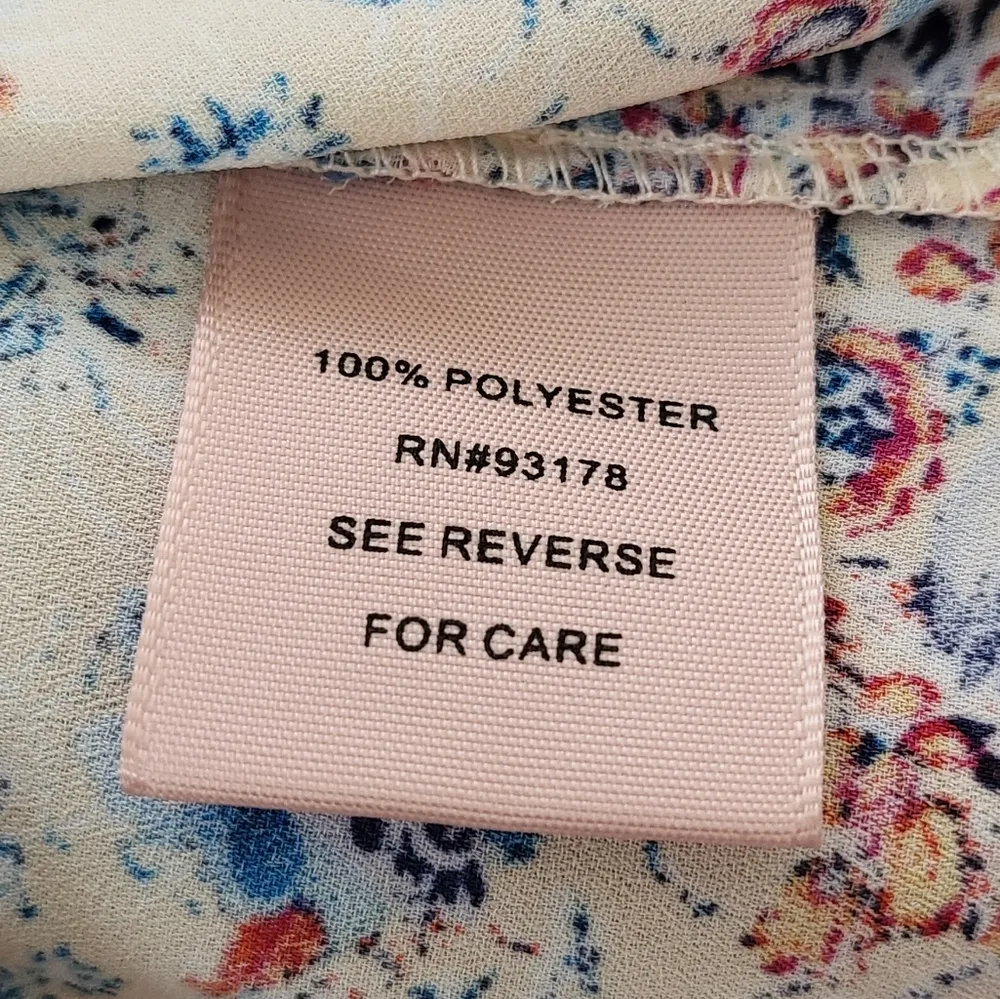 100% POLYESTER
RN#93178
SEE REVERSE
FOR CARE